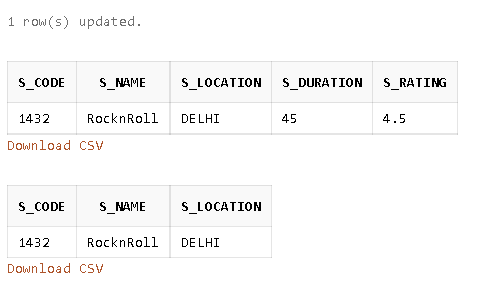 1 row(s) updated.
S_CODE S_NAME S_LOCATION S_DURATION S_RATING
1432 RocknRoll DELHI 45 4.5
Download CSV
S_CODE S_NAME S_LOCATION
1432 RocknRoll DELHI
Download CSV